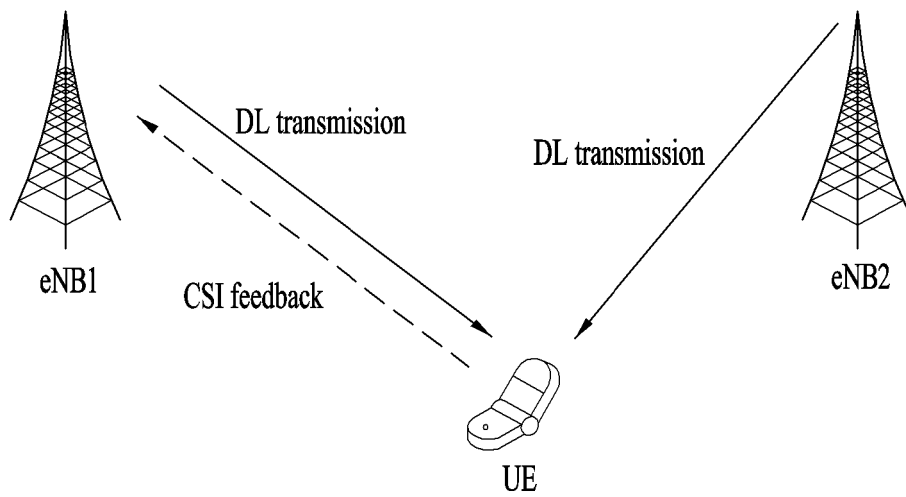 DL transmission
DL transmission
eNB1
eNB2
CSI feedback
UE